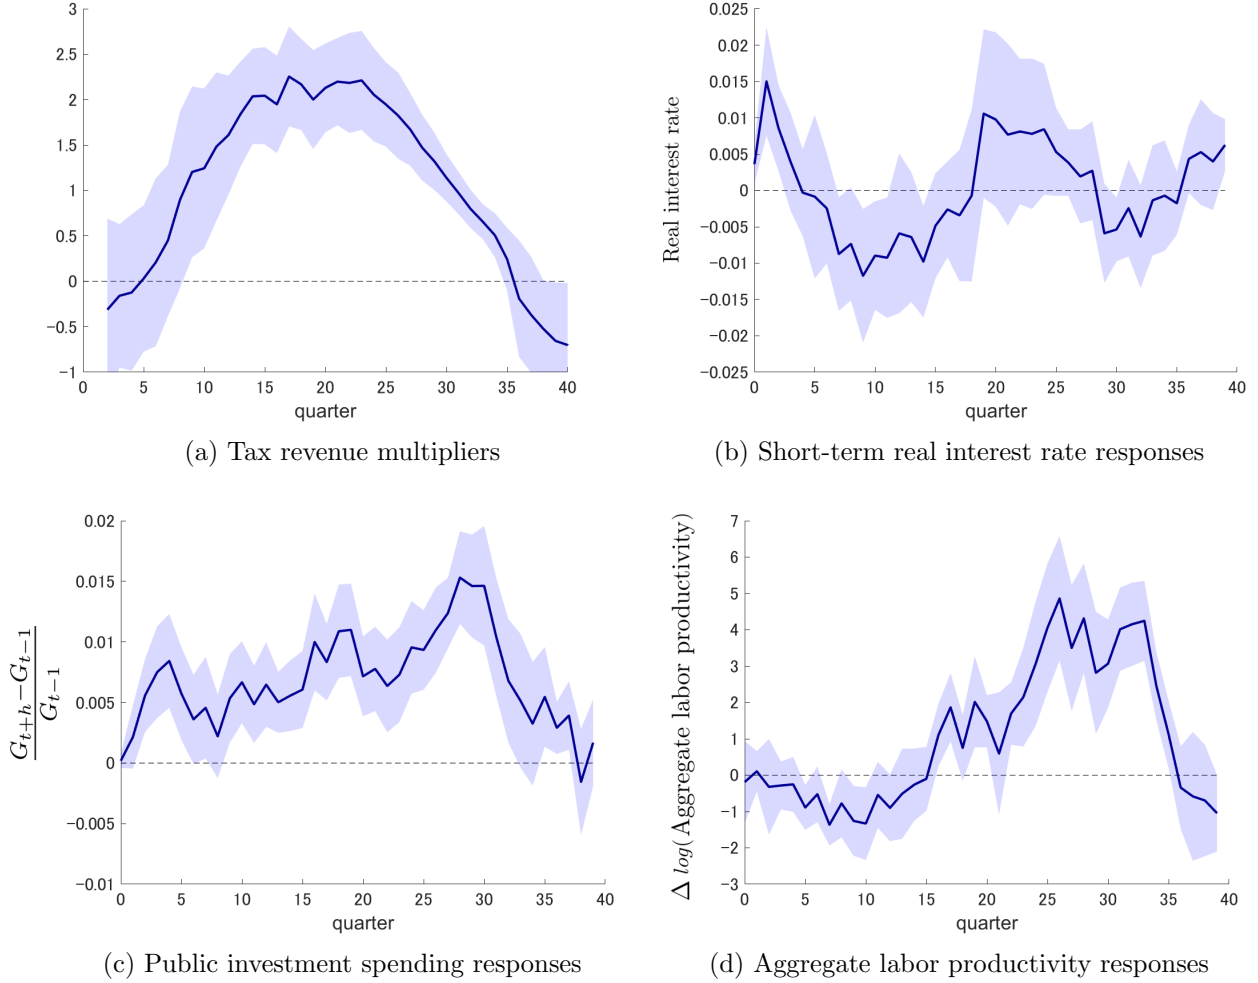 3
2.5
2
1.5
1
0.5
0
−0.5
−1
0 5 10 15 20 25 30 35 40
quarter
(a) Tax revenue multipliers
Real interest rate
0.025
0.02
0.015
0.01
0.005
0
−0.005
−0.01
−0.015
−0.02
−0.025
0 5 10 15 20 25 30 35 40
quarter
(b) Short-term real interest rate responses
G_{t+h}−G_{t−1}
G_{t−1}
0.02
0.015
0.01
0.005
0
−0.005
−0.01
0 5 10 15 20 25 30 35 40
quarter
(c) Public investment spending responses
Δ log(Aggregate labor productivity)
7
6
5
4
3
2
1
0
−1
−2
−3
0 5 10 15 20 25 30 35 40
quarter
(d) Aggregate labor productivity responses